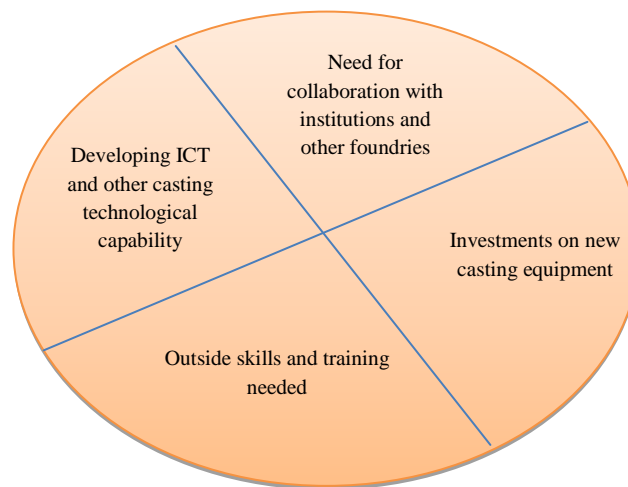 Need for
collaboration with
institutions and
other foundries
Developing ICT
and other casting
technological
capability
Investments on new
casting equipment
Outside skills and training
needed